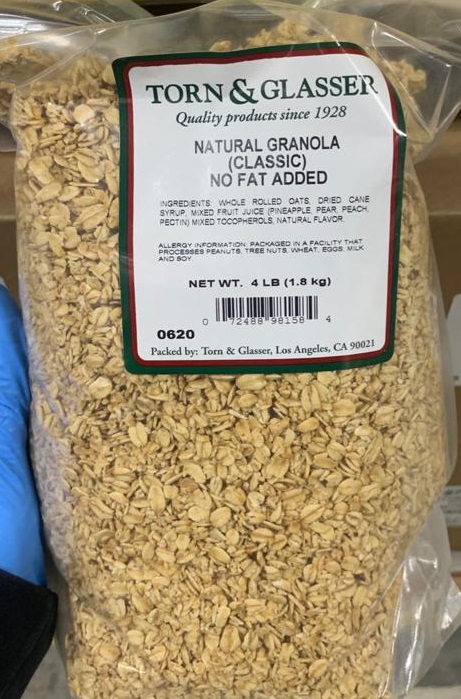 TORN & GLASSER
Quality products since 1928
NATURAL GRANOLA
(CLASSIC)
NO FAT ADDED
INGREDIENTS: WHOLE ROLLED OATS, DRIED CANE
SYRUP, MIXED FRUIT JUICE (PINEAPPLE, PEAR, PEACH,
PECTIN) MIXED TOCOPHEROLS, NATURAL FLAVOR.
ALLERGY INFORMATION: PACKAGED IN A FACILITY THAT
PROCESSES PEANUTS, TREE NUTS, WHEAT, EGGS, MILK
AND SOY.
NET WT. 4 LB (1.8 kg)
0 72488 98158 4
0620
Packed by: Torn & Glasser, Los Angeles, CA 90021